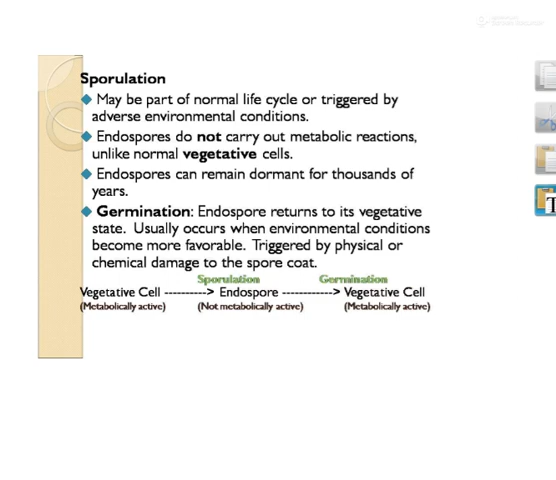 Sporulation
May be part of normal life cycle or triggered by
adverse environmental conditions.
Endospores do not carry out metabolic reactions,
unlike normal vegetative cells.
Endospores can remain dormant for thousands of
years.
Germination: Endospore returns to its vegetative
state. Usually occurs when environmental conditions
become more favorable. Triggered by physical or
chemical damage to the spore coat.
Sporulation Germination
Vegetative Cell ----------> Endospore ------------> Vegetative Cell
(Metabolically active) (Not metabolically active) (Metabolically active)
T